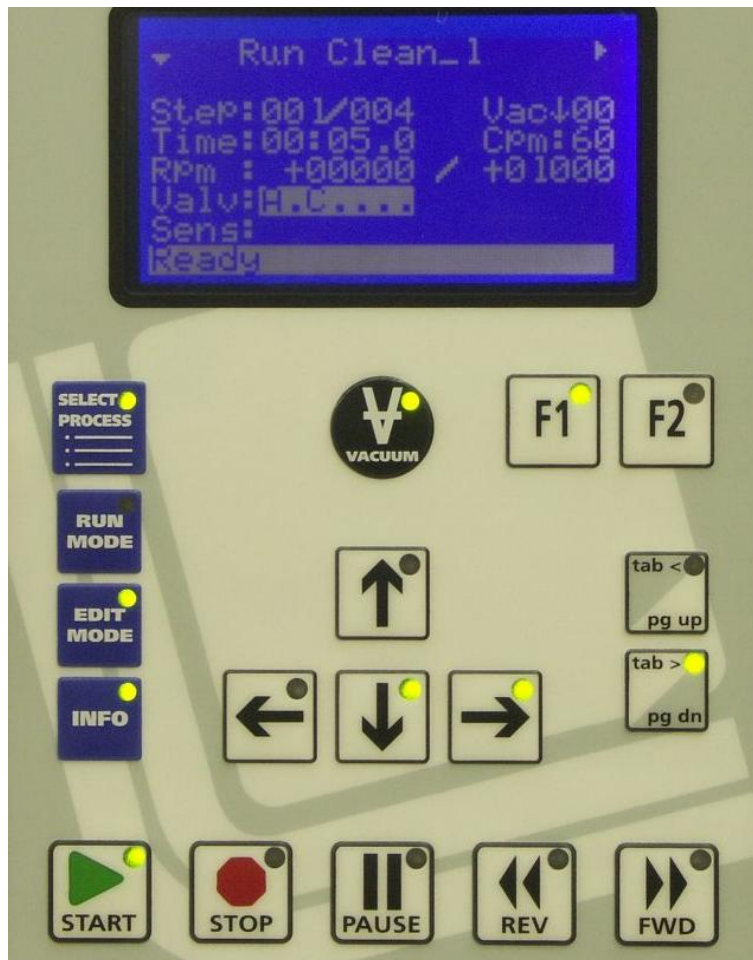 Run Clean_1
Step:001/004 Vac↓00
Time:00:05.0 Cpm:60
Rpm : +00000 / +01000
Valv:A.C....
Sens:
Ready
SELECT
PROCESS
VACUUM
F1
F2
RUN
MODE
tab <
pg up
EDIT
MODE
tab >
pg dn
INFO
START
STOP
PAUSE
REV
FWD